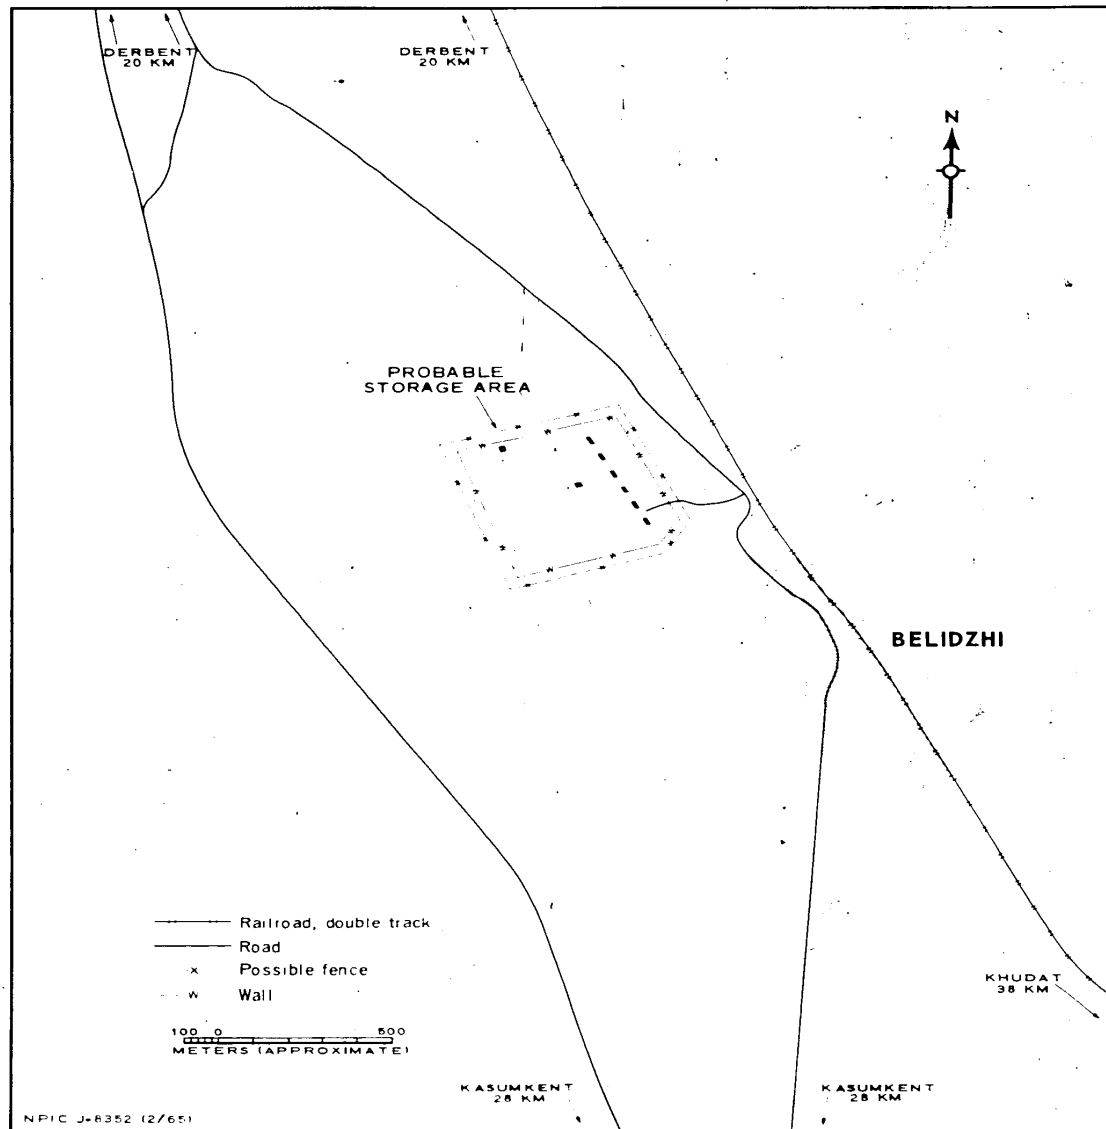 DERBENT
20 KM
DERBENT
20 KM
N
PROBABLE
STORAGE AREA
BELIDZHI
Railroad, double track
Road
x Possible fence
w Wall
100 0 500
METERS (APPROXIMATE)
KHUDAT
38 KM
KASUMKENT
28 KM
KASUMKENT
28 KM
NPIC J-8352 (2/65)